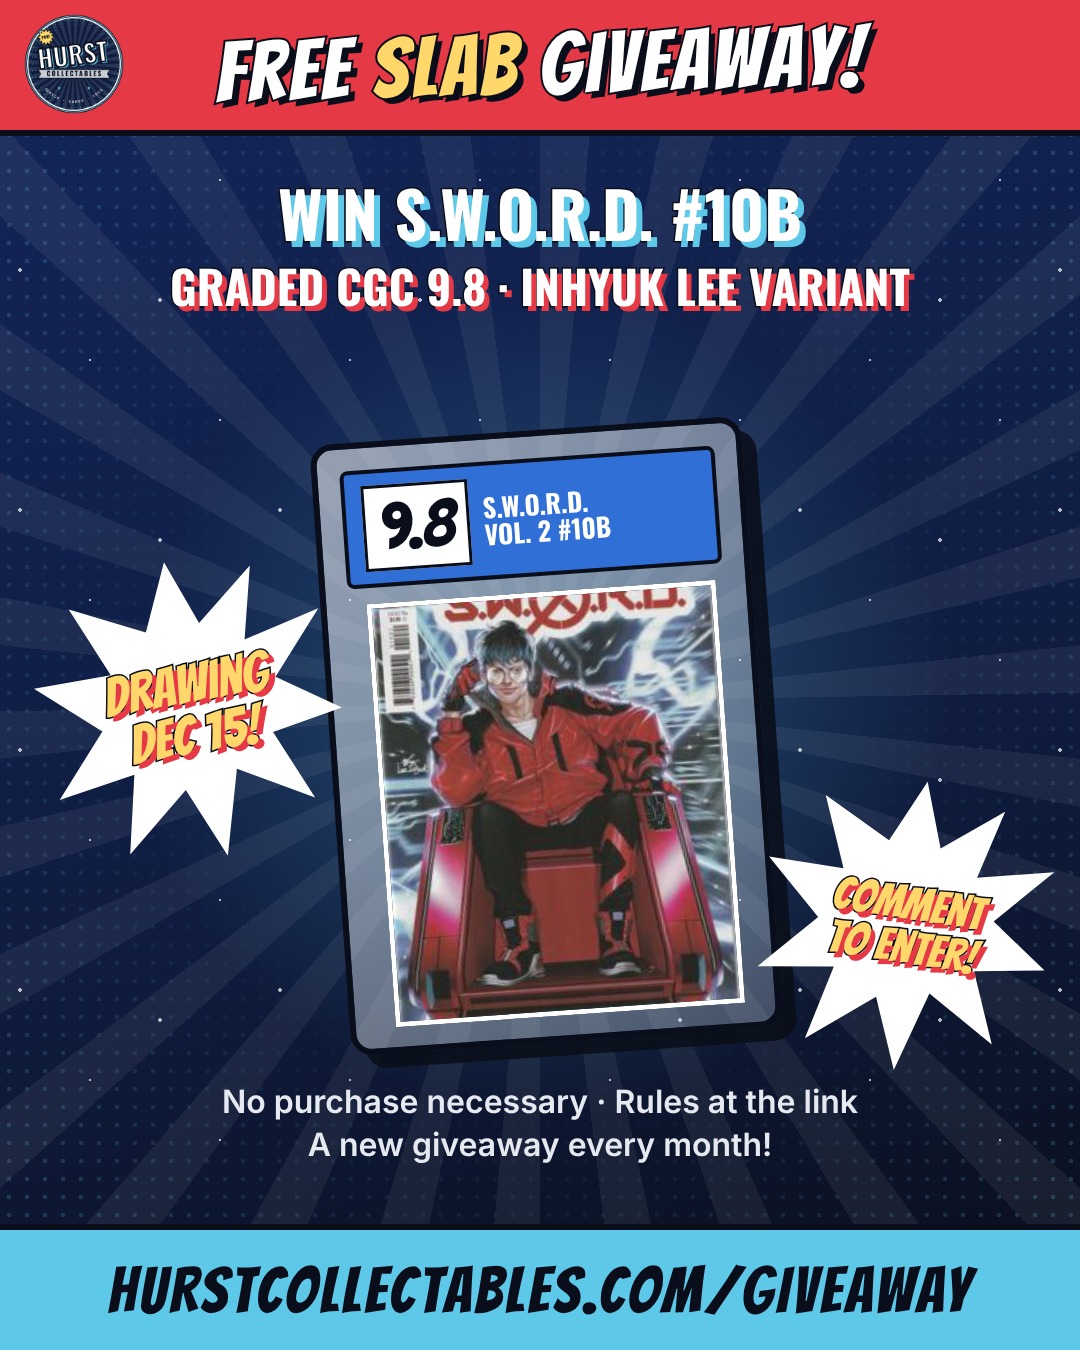 HURST
COLLECTABLES
FREE SLAB GIVEAWAY!
WIN S.W.O.R.D. #10B
GRADED CGC 9.8 · INHYUK LEE VARIANT
9.8
S.W.O.R.D.
VOL. 2 #10B
S.W.O.R.D.
DRAWING
DEC 15!
COMMENT
TO ENTER!
No purchase necessary · Rules at the link
A new giveaway every month!
HURSTCOLLECTABLES.COM/GIVEAWAY